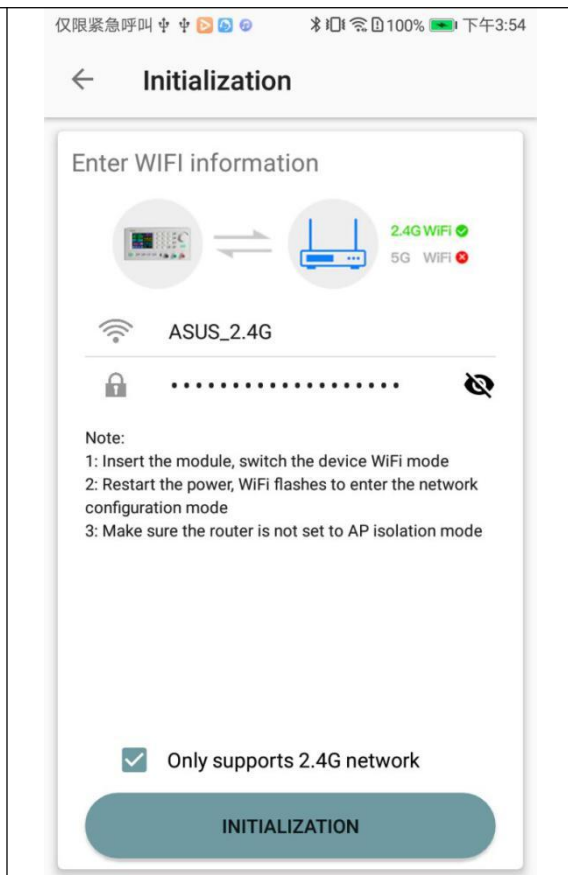 仅限紧急呼叫 100% 下午3:54
Initialization
Enter WIFI information
2.4G WiFi
5G WiFi
ASUS_2.4G
Note:
1: Insert the module, switch the device WiFi mode
2: Restart the power, WiFi flashes to enter the network
configuration mode
3: Make sure the router is not set to AP isolation mode
Only supports 2.4G network
INITIALIZATION